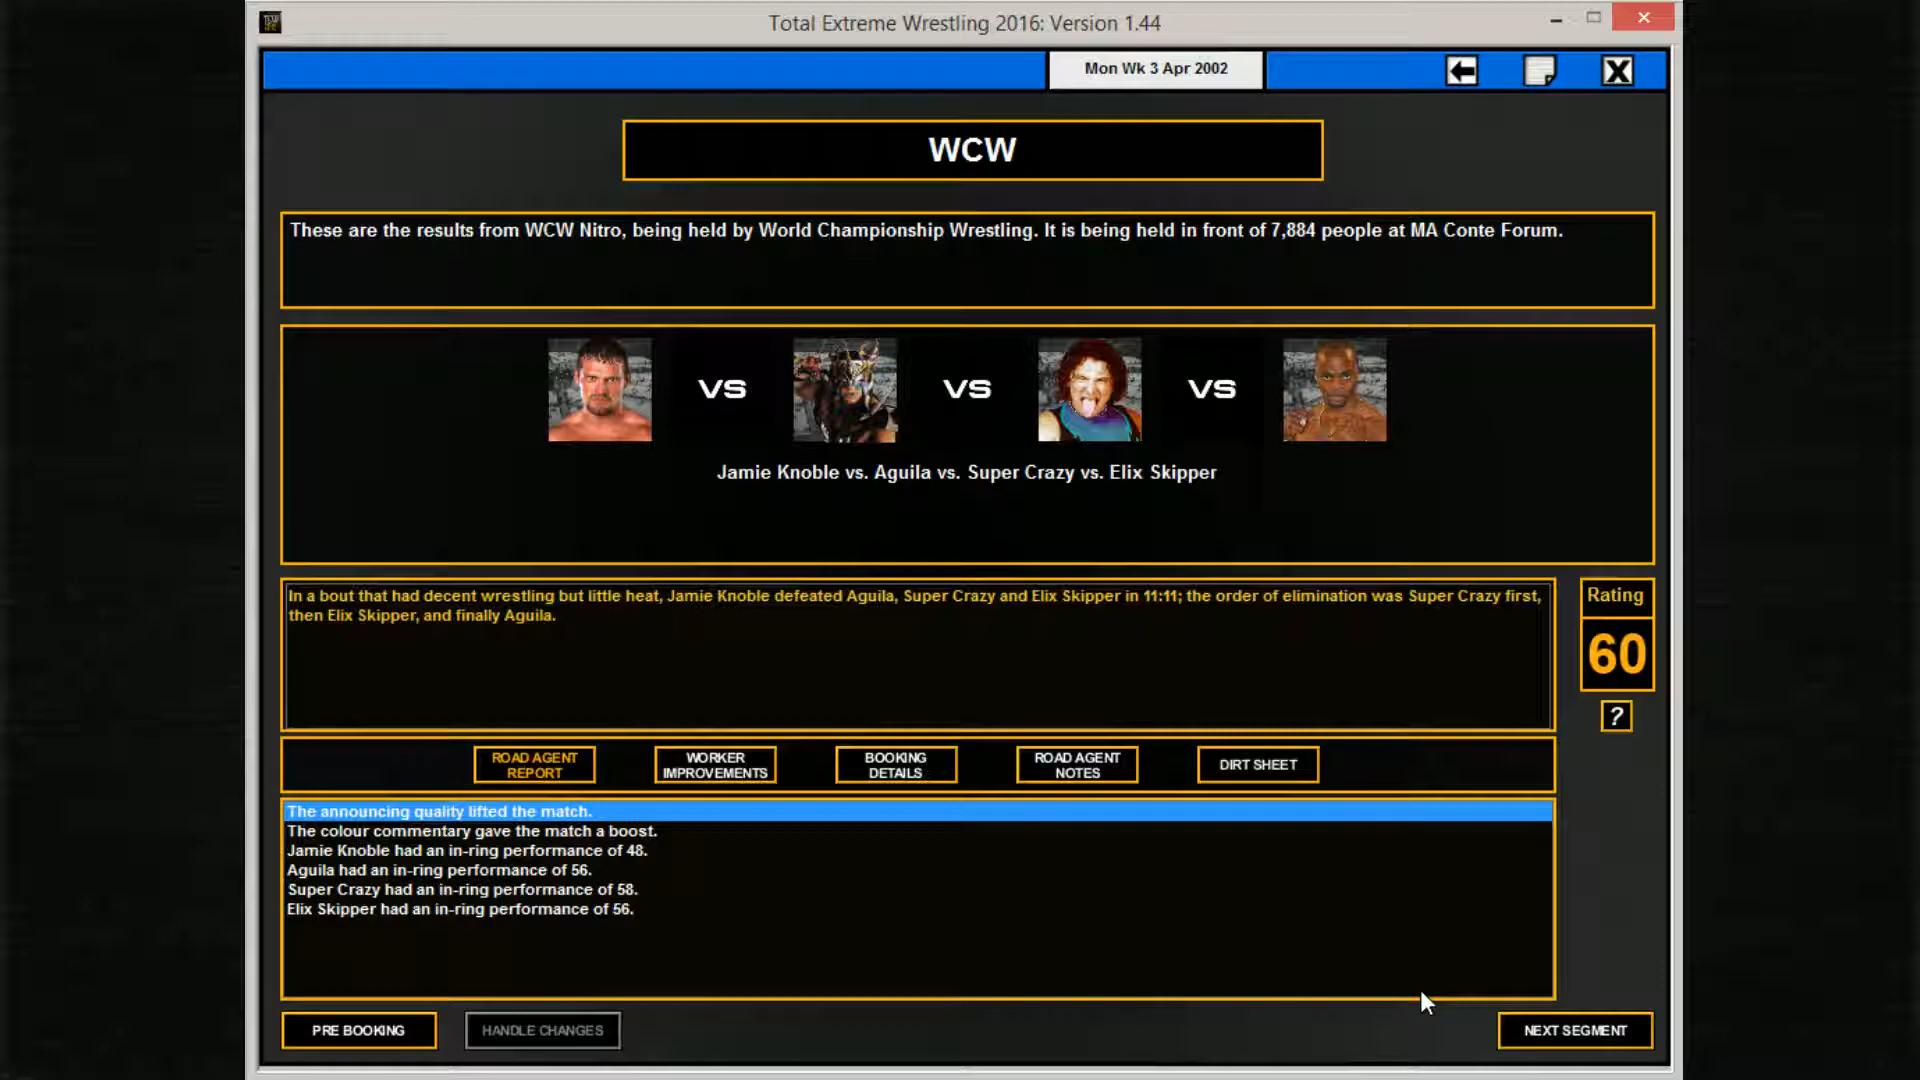 Total Extreme Wrestling 2016: Version 1.44
Mon Wk 3 Apr 2002
WCW
These are the results from WCW Nitro, being held by World Championship Wrestling. It is being held in front of 7,884 people at MA Conte Forum.
VS VS VS
Jamie Knoble vs. Aguila vs. Super Crazy vs. Elix Skipper
In a bout that had decent wrestling but little heat, Jamie Knoble defeated Aguila, Super Crazy and Elix Skipper in 11:11; the order of elimination was Super Crazy first,
then Elix Skipper, and finally Aguila.
Rating
60
?
ROAD AGENT REPORT
WORKER IMPROVEMENTS
BOOKING DETAILS
ROAD AGENT NOTES
DIRT SHEET
The announcing quality lifted the match.
The colour commentary gave the match a boost.
Jamie Knoble had an in-ring performance of 48.
Aguila had an in-ring performance of 56.
Super Crazy had an in-ring performance of 58.
Elix Skipper had an in-ring performance of 56.
PRE BOOKING
HANDLE CHANGES
NEXT SEGMENT